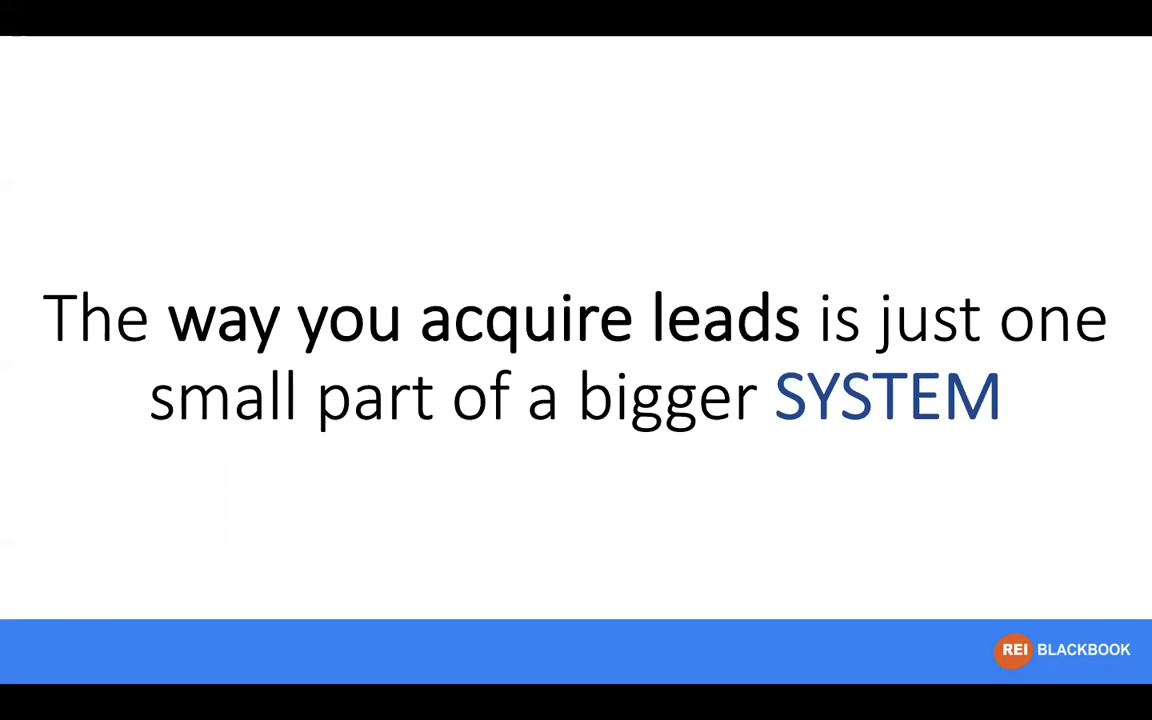 The way you acquire leads is just one
small part of a bigger SYSTEM
REI BLACKBOOK